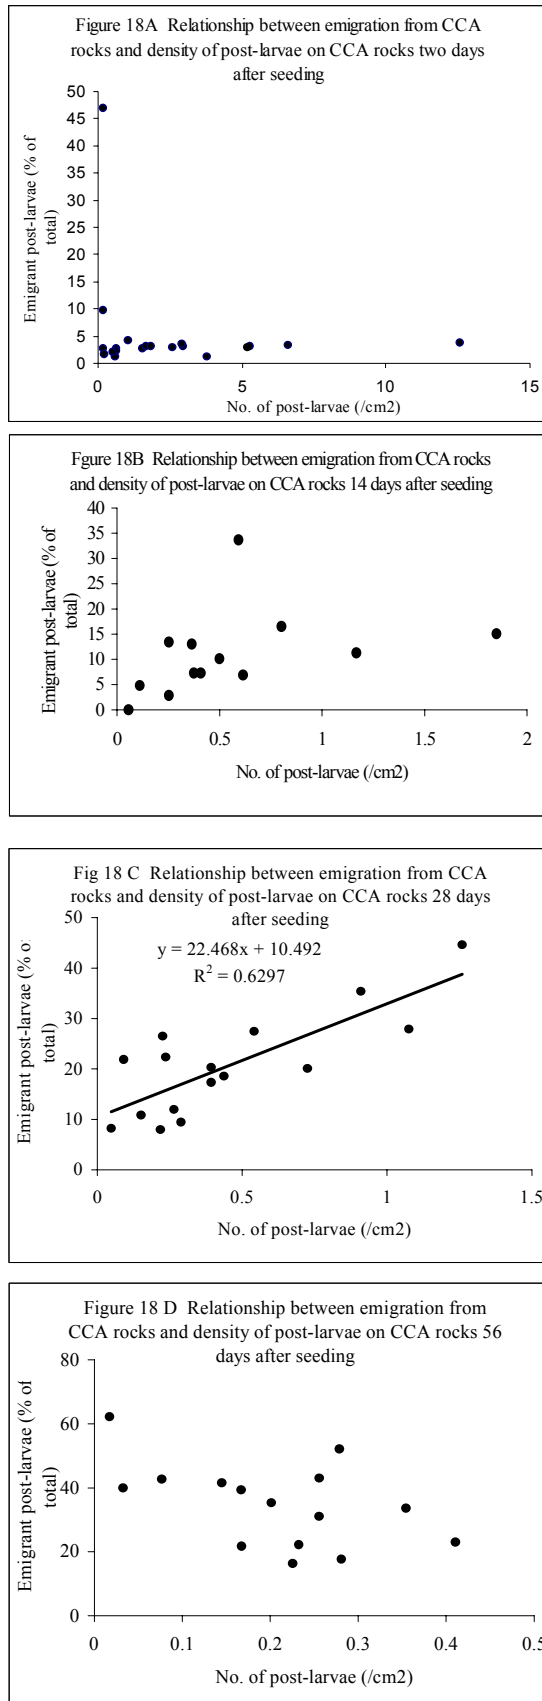 Figure 18A Relationship between emigration from CCA
rocks and density of post-larvae on CCA rocks two days
after seeding
Emigrant post-larvae (% of
total)
50
45
40
35
30
25
20
15
10
5
0
0 5 10 15
No. of post-larvae (/cm2)
Fgure 18B Relationship between emigration from CCA rocks
and density of post-larvae on CCA rocks 14 days after seeding
Emigrant post-larvae (% of
total)
40
35
30
25
20
15
10
5
0
0 0.5 1 1.5 2
No. of post-larvae (/cm2)
Fig 18 C Relationship between emigration from CCA
rocks and density of post-larvae on CCA rocks 28 days
after seeding
y = 22.468x + 10.492
R² = 0.6297
Emigrant post-larvae (% o
total)
50
40
30
20
10
0
0 0.5 1 1.5
No. of post-larvae (/cm2)
Figure 18 D Relationship between emigration from
CCA rocks and density of post-larvae on CCA rocks 56
days after seeding
Emigrant post-larvae (% of
total)
80
60
40
20
0
0 0.1 0.2 0.3 0.4 0.5
No. of post-larvae (/cm2)